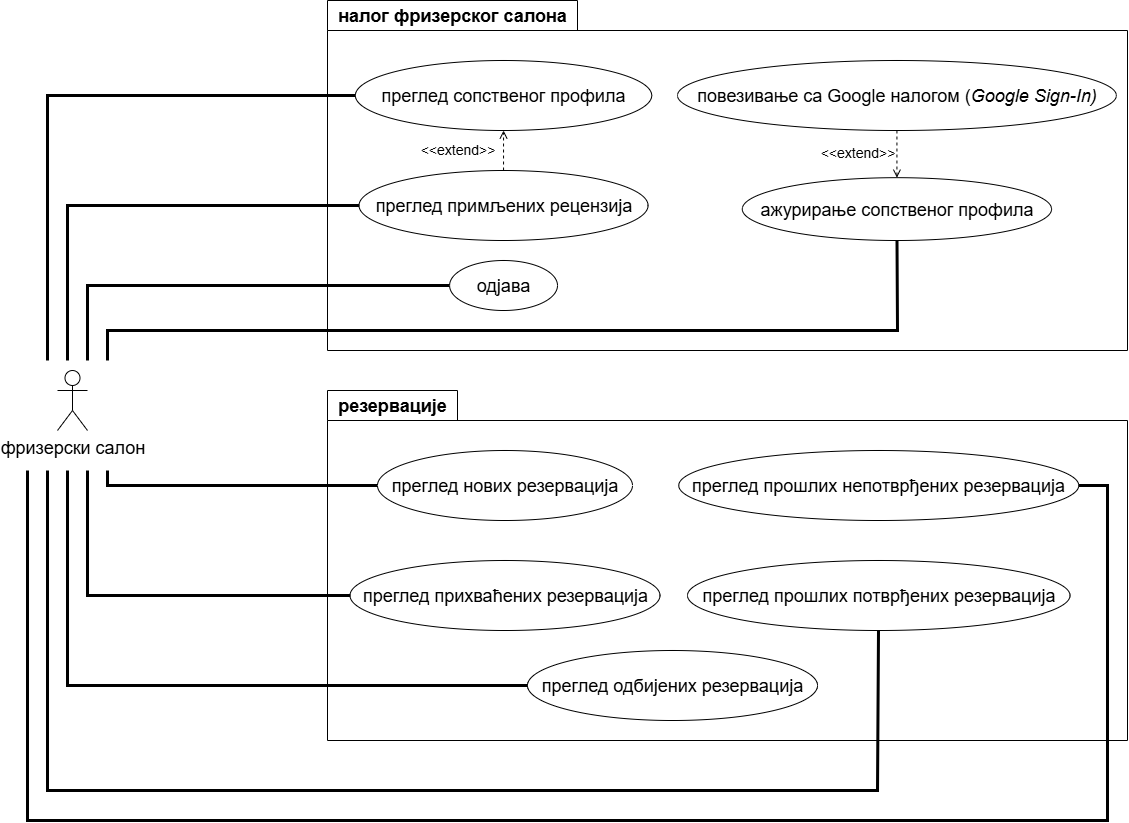 налог фризерског салона
преглед сопственог профила
повезивање са Google налогом (Google Sign-In)
<<extend>>
<<extend>>
преглед примљених рецензија
ажурирање сопственог профила
одјава
фризерски салон
резервације
преглед нових резервација
преглед прошлих непотврђених резервација
преглед прихваћених резервација
преглед прошлих потврђених резервација
преглед одбијених резервација